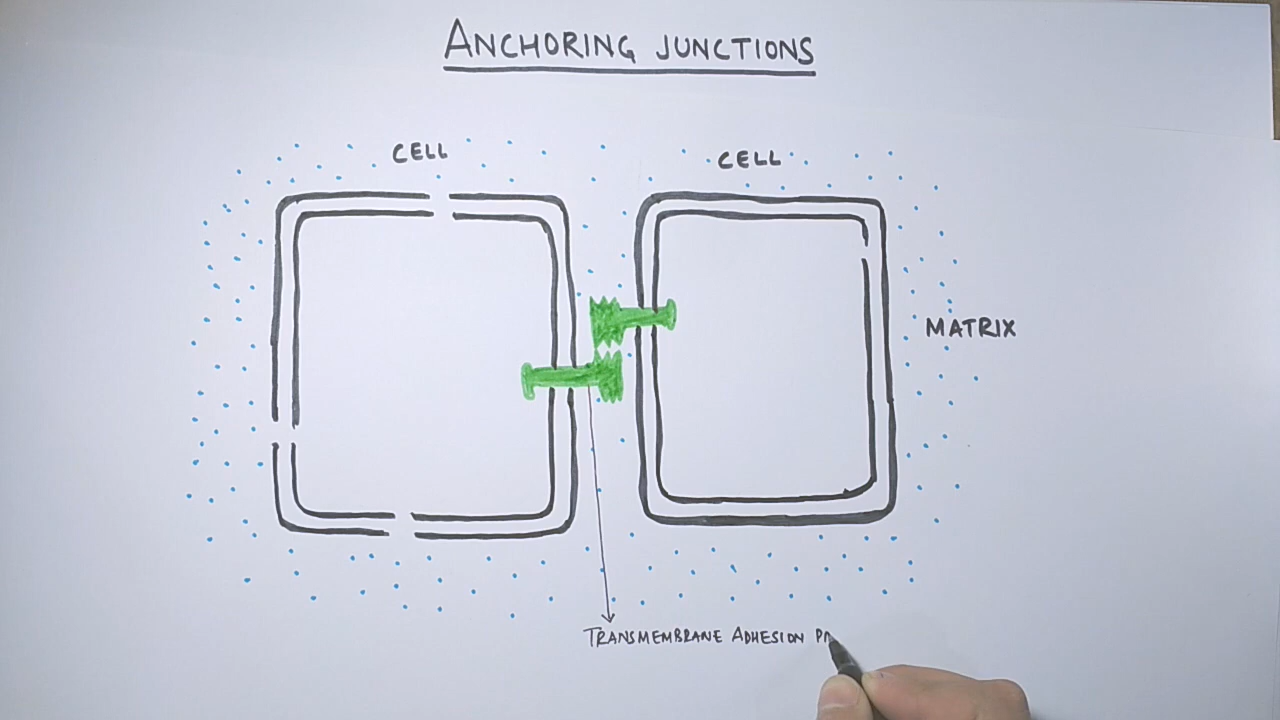 ANCHORING JUNCTIONS
CELL
CELL
MATRIX
TRANSMEMBRANE ADHESION